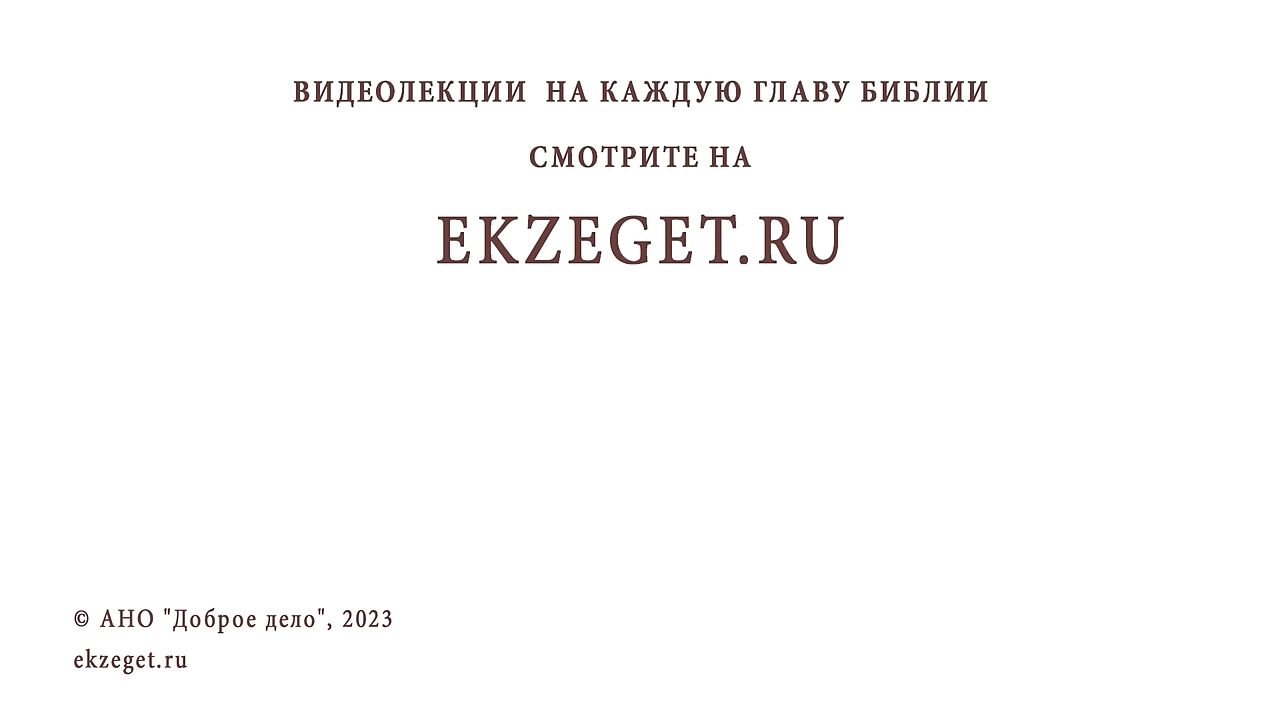 ВИДЕОЛЕКЦИИ НА КАЖДУЮ ГЛАВУ БИБЛИИ
СМОТРИТЕ НА
EKZEGET.RU
© АНО "Доброе дело", 2023
ekzeget.ru